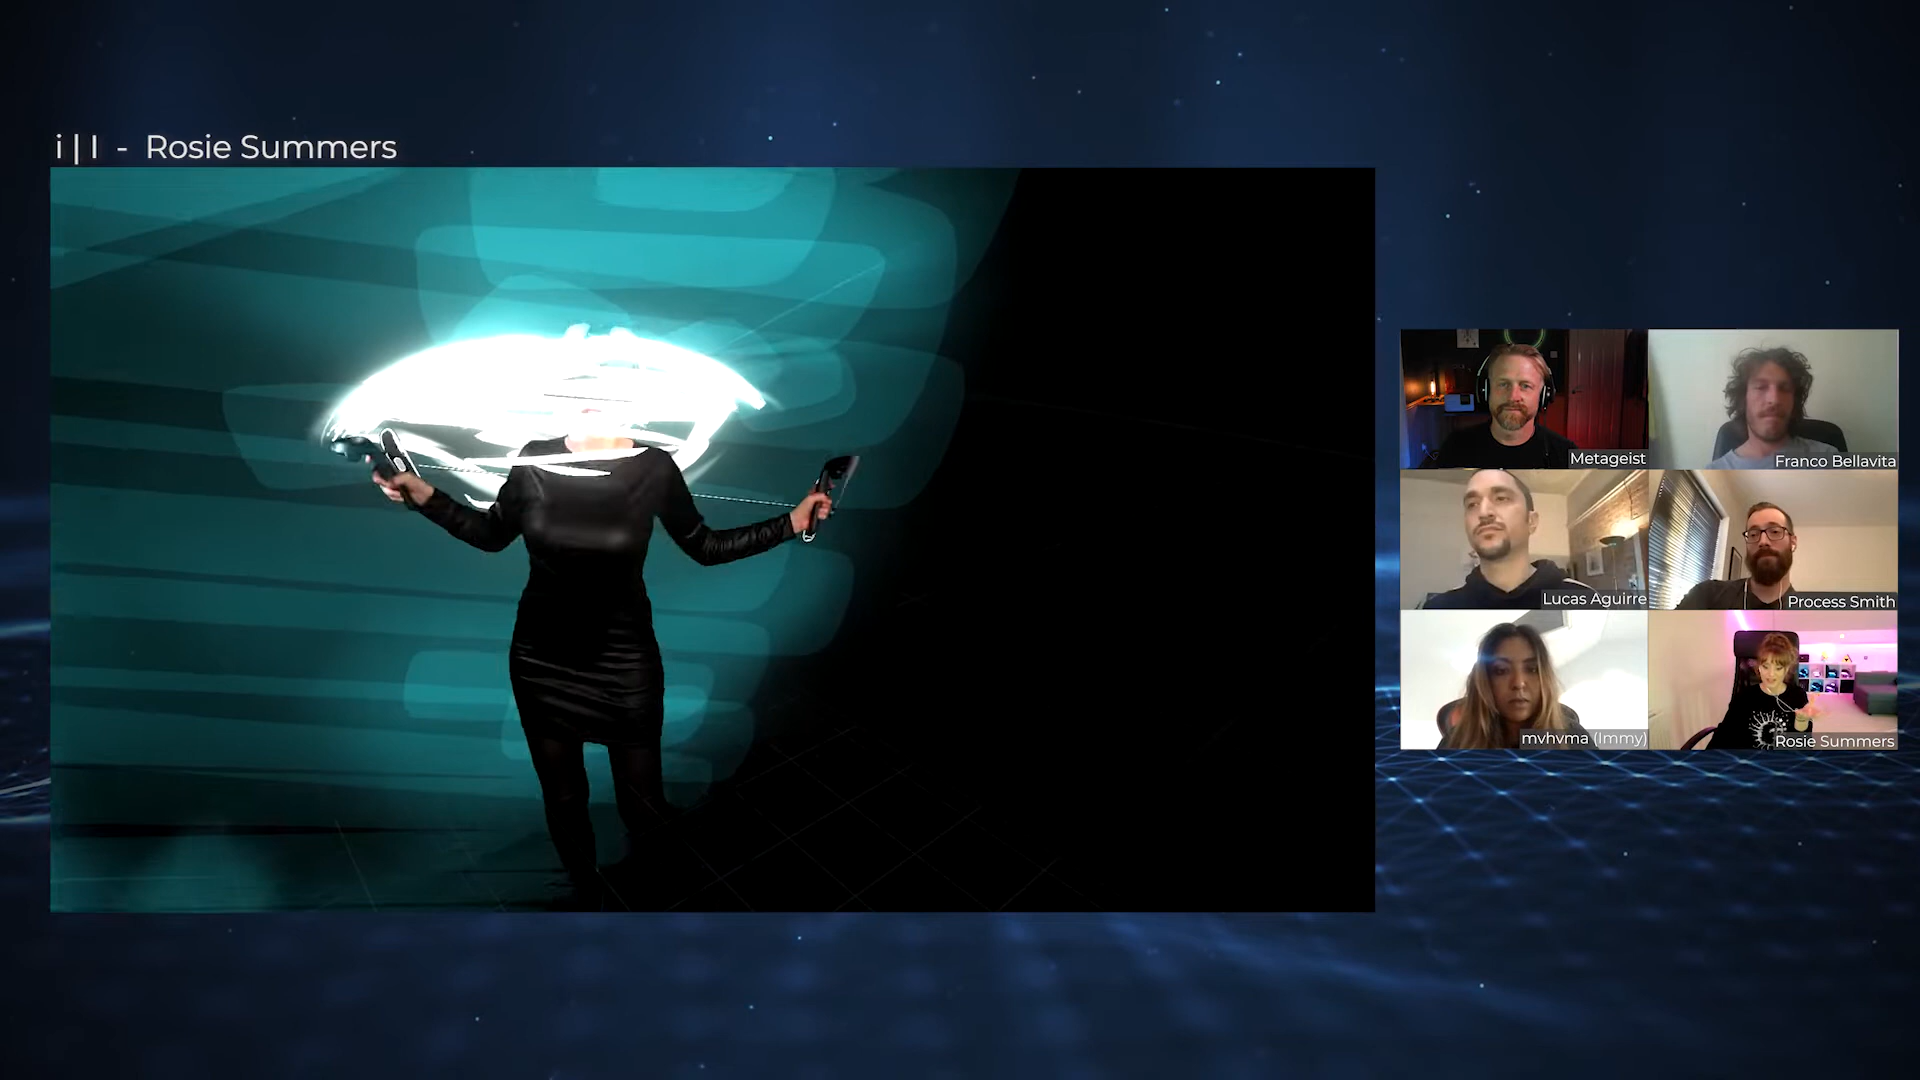 i | I - Rosie Summers
Metageist
Franco Bellavita
Lucas Aguirre
Process Smith
mvhvma (Immy)
Rosie Summers